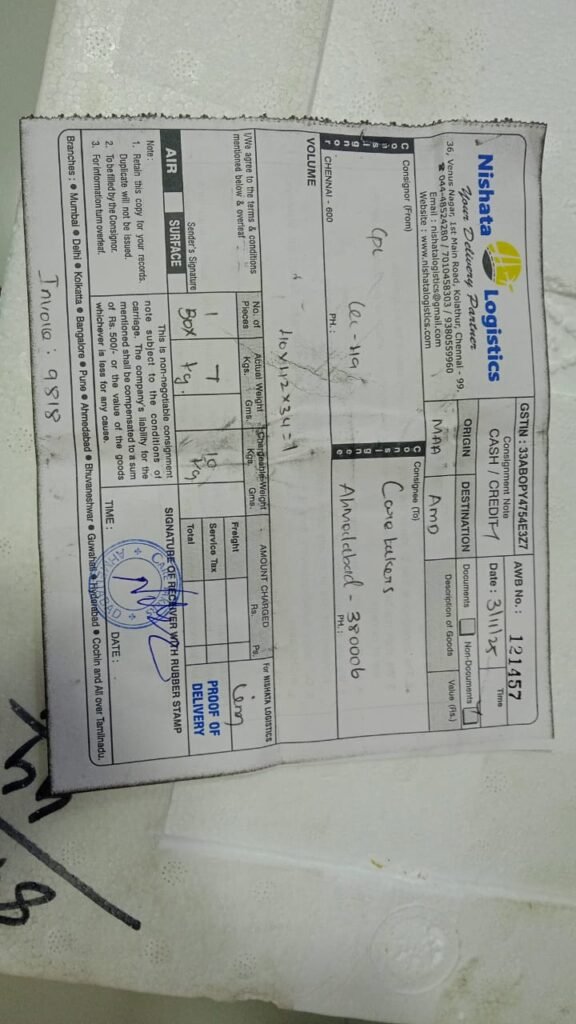 Nishata Logistics
Your Delivery Partner
36, Venus Nagar, 1st Main Road, Kolathur, Chennai - 99.
044-48524280 / 7010458303 / 9380559960
Email : nishatalogistics@gmail.com
Website : www.nishatalogistics.com
GSTIN : 33ABOPY4754E3Z7
Consignment Note
CASH / CREDIT
AWB No. : 121457
Date : 3/1/25
Time
ORIGIN
DESTINATION
MAA
AMD
Documents
Non-Documents
Description of Goods
Value (Rs.)
Consignor
Consignor (From)
CHENNAI - 600
PH. :
Consignee
Consignee (To)
Care takers
Ahmedabad - 380006
PH. :
VOLUME
40x42x34=1
I/We agree to the terms & conditions
mentioned below & overleaf
No. of Pieces
Actual Weight
Kgs. Gms.
Chargeable Weight
Kgs. Gms.
AMOUNT CHARGED
Rs. Ps.
For NISHATA LOGISTICS
Sender's Signature
1 Box
7 kg.
10 kg
Freight
Service Tax
Total
AIR
SURFACE
PROOF OF DELIVERY
Note :
1. Retain this copy for your records.
Duplicate will not be issued.
2. To be filled by the Consignor.
3. For information turn overleaf.
This is non-negotiable consignment
note subject to the conditions of
carriage. The company's liability for the
mentioned shall be compensated to a sum
of Rs. 500/- or the value of the goods
whichever is less for any cause.
SIGNATURE OF RECEIVER WITH RUBBER STAMP
TIME :
DATE :
Branches : ● Mumbai ● Delhi ● Kolkatta ● Bangalore ● Pune ● Ahmedabad ● Bhuvaneshwar ● Guwahati ● Hyderabad ● Cochin and All over Tamilnadu.
Invoice : 9818